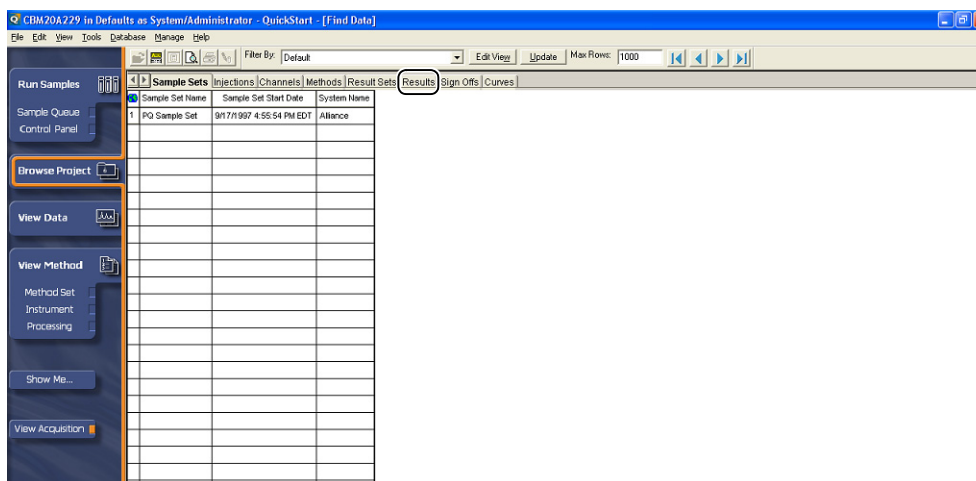 CBM20A229 in Defaults as System/Administrator - QuickStart - [Find Data]
File Edit View Tools Database Manage Help
Filter By: Default Edit View Update Max Rows: 1000
Run Samples
Sample Queue
Control Panel
Browse Project
View Data
View Method
Method Set
Instrument
Processing
Show Me...
View Acquisition
Sample Sets Injections Channels Methods Result Sets Results Sign Offs Curves
Sample Set Name Sample Set Start Date System Name
1 PQ Sample Set 9/17/1997 4:55:54 PM EDT Alliance